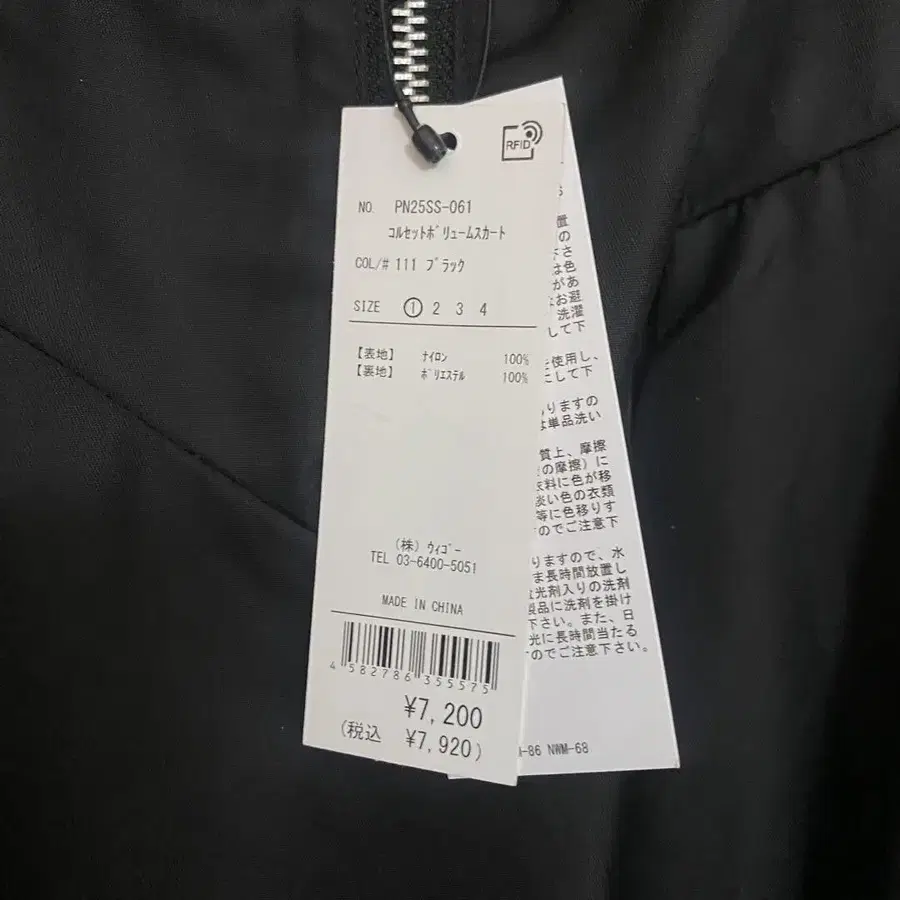 RFID
NO. PN25SS-061
コルセットボリュームスカート
COL/# 111 ブラック
SIZE ① 2 3 4
【表地】 ナイロン 100%
【裏地】 ポリエステル 100%
(株) ウィゴー
TEL 03-6400-5051
MADE IN CHINA
4 582786 355575
¥7,200
(税込 ¥7,920)
置
の
下さ
は色
があ
お避
洗濯
して下
を使用し、
にして下
りますの
は単品洗い
質上、摩擦
の摩擦)に
衣料に色が移
淡い色の衣類
等に色移りす
のでご注意下
りますので、水
ま長時間放置し
光剤入りの洗剤
製品に洗剤を掛け
下さい。また、日
光に長時間当たる
のでご注意下さい。
-86 NWM-68